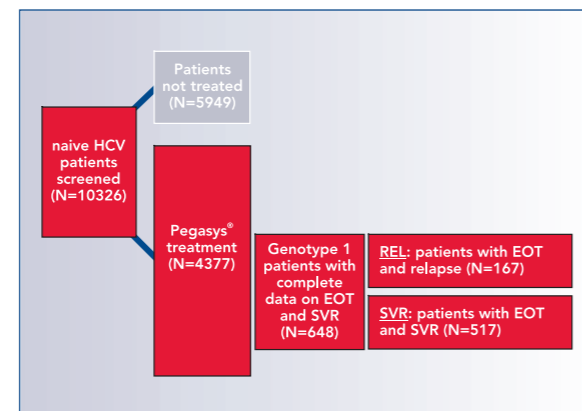 Patients
not treated
(N=5949)
naive HCV
patients
screened
(N=10326)
Pegasys®
treatment
(N=4377)
Genotype 1
patients with
complete
data on EOT
and SVR
(N=648)
REL: patients with EOT
and relapse (N=167)
SVR: patients with EOT
and SVR (N=517)